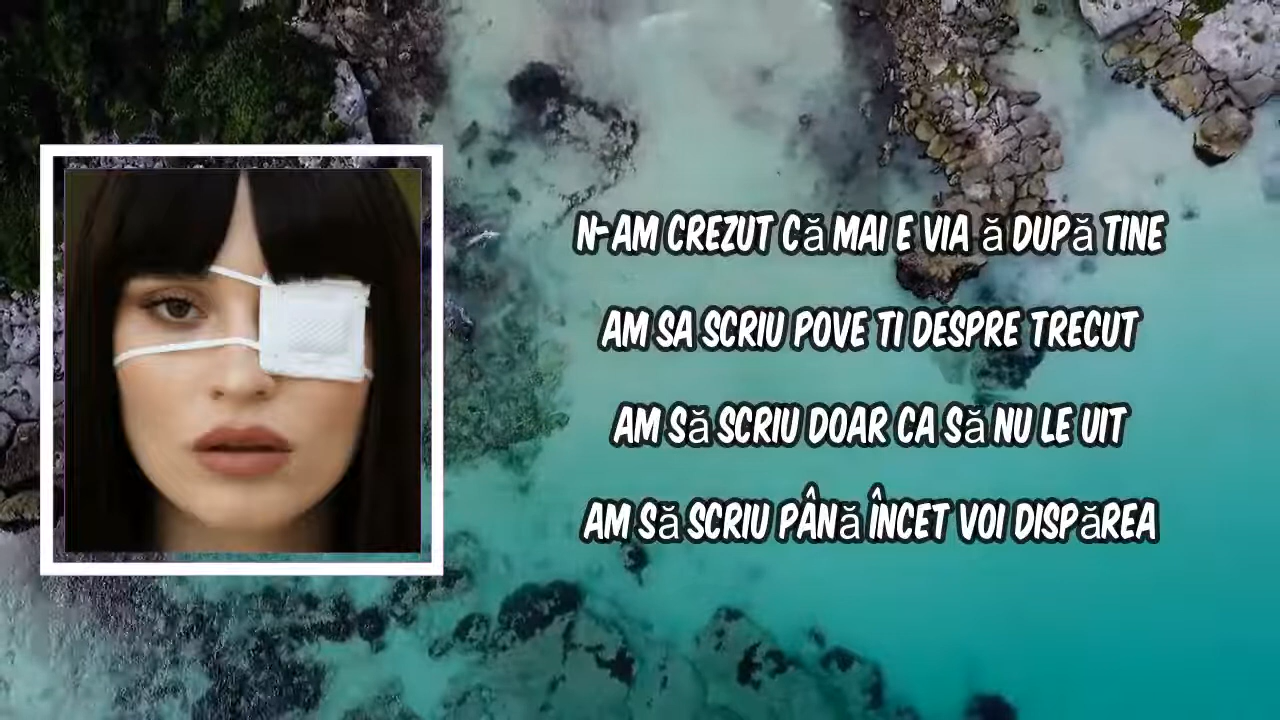 N-AM CREZUT Că MAI E VIA ă DUPă TINE
AM SA SCRIU POVE TI DESPRE TRECUT
AM Să SCRIU DOAR CA Să NU LE UIT
AM Să SCRIU PÂNă ÎNCET VOI DISPăREA